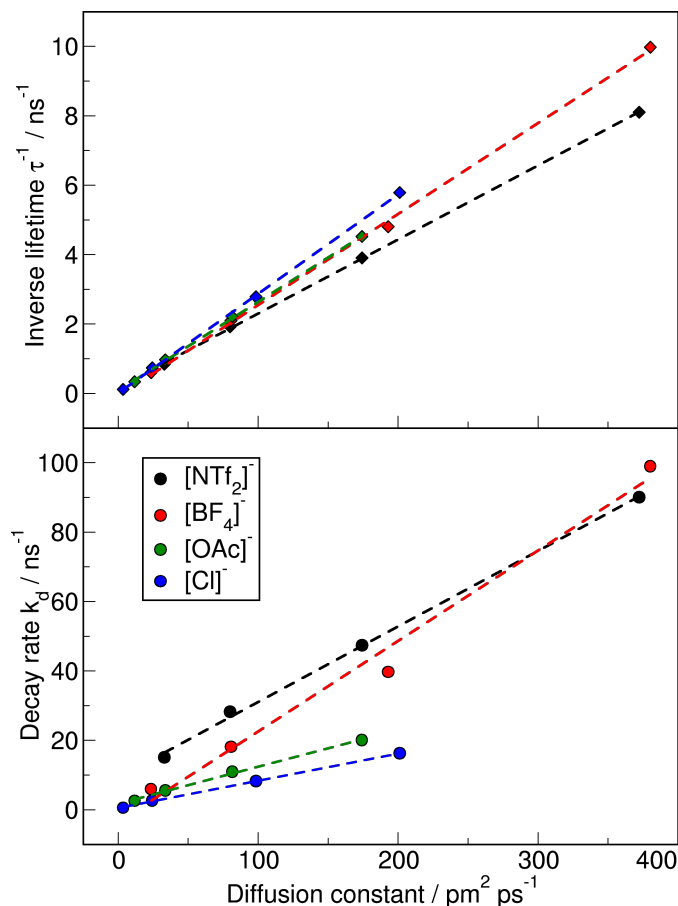 10
8
6
4
2
0
Inverse lifetime τ⁻¹ / ns⁻¹
100
80
60
40
20
0
Decay rate k_d / ns⁻¹
[NTf₂]⁻
[BF₄]⁻
[OAc]⁻
[Cl]⁻
0 100 200 300 400
Diffusion constant / pm² ps⁻¹